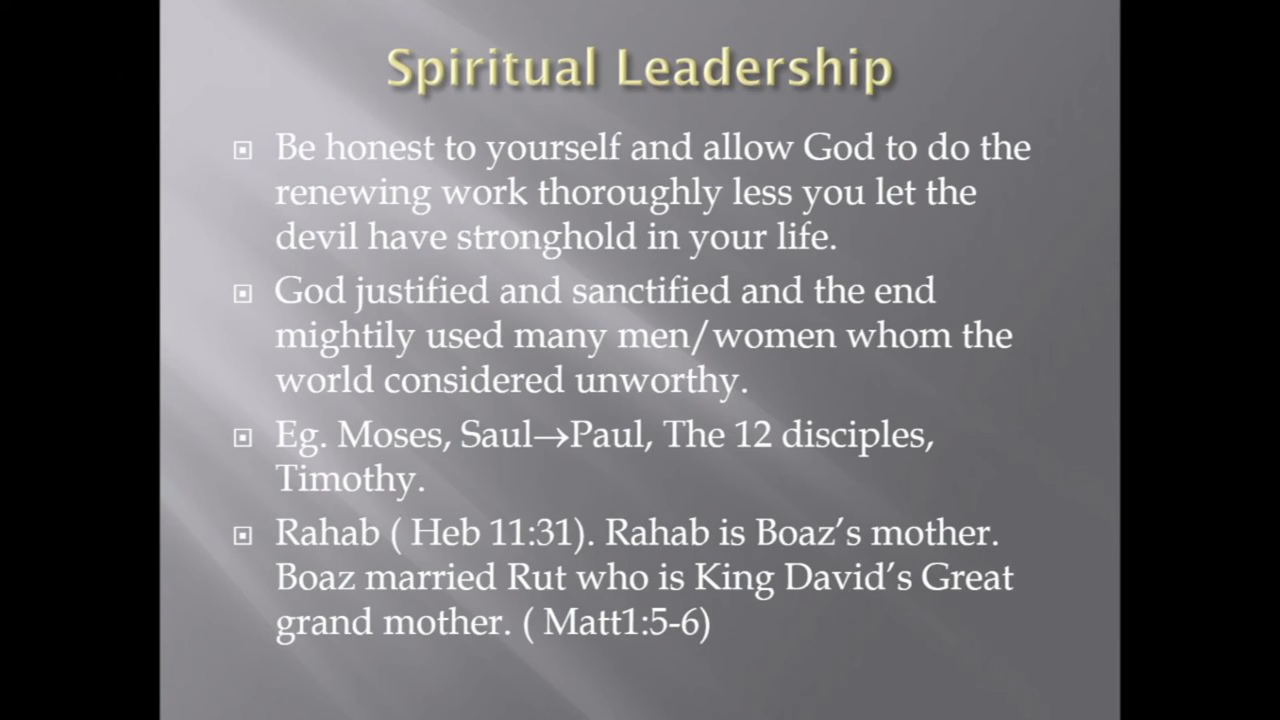 Spiritual Leadership
Be honest to yourself and allow God to do the
renewing work thoroughly less you let the
devil have stronghold in your life.
God justified and sanctified and the end
mightily used many men/women whom the
world considered unworthy.
Eg. Moses, Saul→Paul, The 12 disciples,
Timothy.
Rahab ( Heb 11:31). Rahab is Boaz’s mother.
Boaz married Rut who is King David’s Great
grand mother. ( Matt1:5-6)